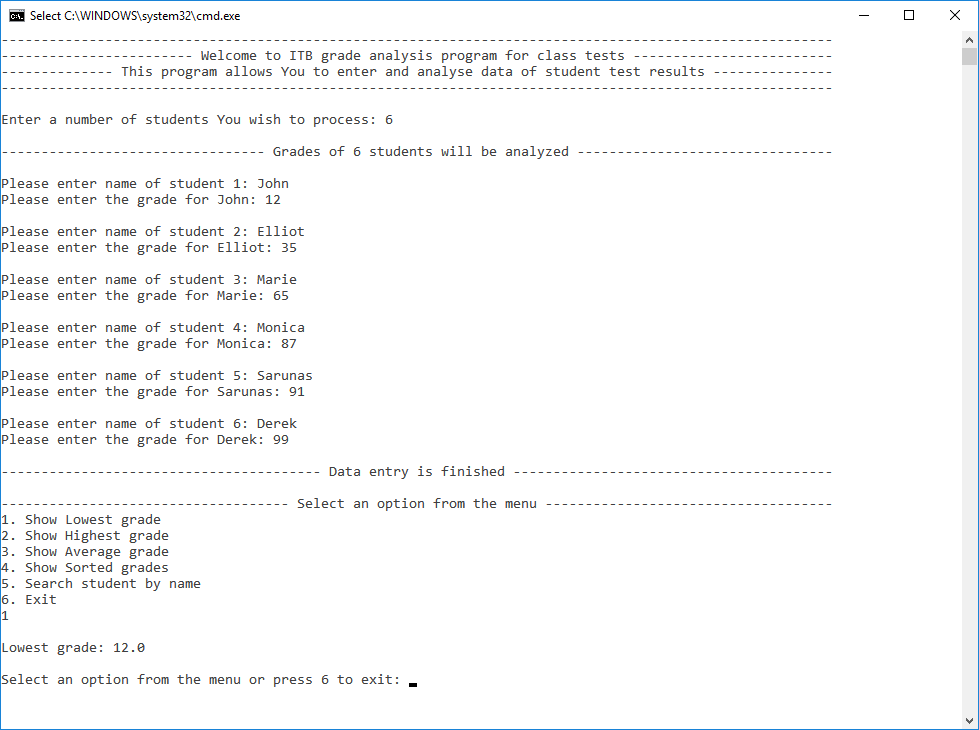 Select C:\WINDOWS\system32\cmd.exe
--------------------------------------------------------------------------------------------------------
------------------------ Welcome to ITB grade analysis program for class tests -------------------------
-------------- This program allows You to enter and analyse data of student test results ---------------
--------------------------------------------------------------------------------------------------------
Enter a number of students You wish to process: 6
--------------------------------- Grades of 6 students will be analyzed --------------------------------
Please enter name of student 1: John
Please enter the grade for John: 12
Please enter name of student 2: Elliot
Please enter the grade for Elliot: 35
Please enter name of student 3: Marie
Please enter the grade for Marie: 65
Please enter name of student 4: Monica
Please enter the grade for Monica: 87
Please enter name of student 5: Sarunas
Please enter the grade for Sarunas: 91
Please enter name of student 6: Derek
Please enter the grade for Derek: 99
---------------------------------------- Data entry is finished ----------------------------------------
------------------------------------ Select an option from the menu ------------------------------------
1. Show Lowest grade
2. Show Highest grade
3. Show Average grade
4. Show Sorted grades
5. Search student by name
6. Exit
1
Lowest grade: 12.0
Select an option from the menu or press 6 to exit: